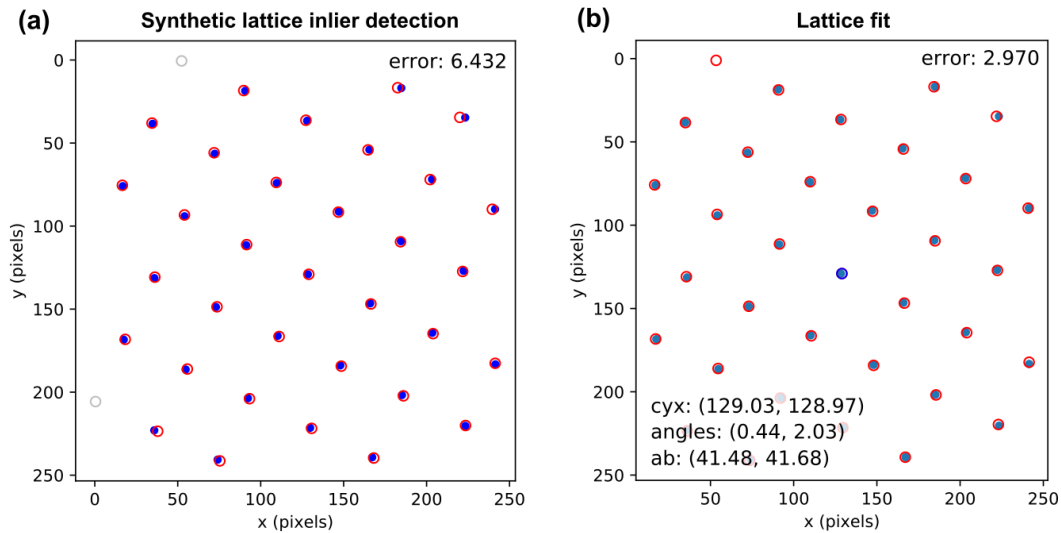 (a) Synthetic lattice inlier detection
error: 6.432
0
50
100
150
200
250
y (pixels)
0 50 100 150 200 250
x (pixels)
(b) Lattice fit
error: 2.970
0
50
100
150
200
250
y (pixels)
cyx: (129.03, 128.97)
angles: (0.44, 2.03)
ab: (41.48, 41.68)
50 100 150 200 250
x (pixels)